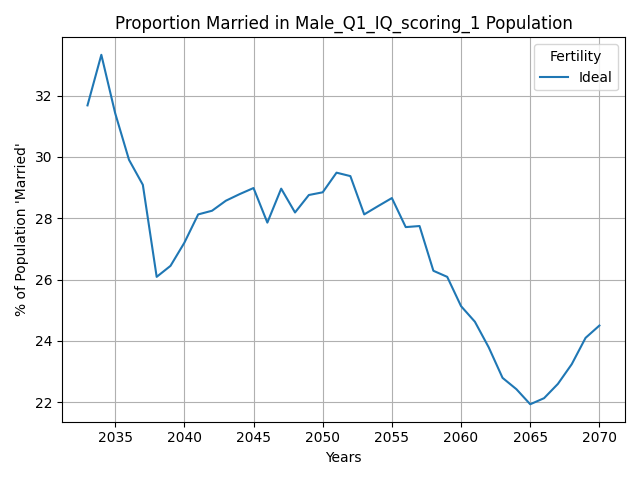 Proportion Married in Male_Q1_IQ_scoring_1 Population
Fertility
Ideal
% of Population 'Married'
32
30
28
26
24
22
2035 2040 2045 2050 2055 2060 2065 2070
Years